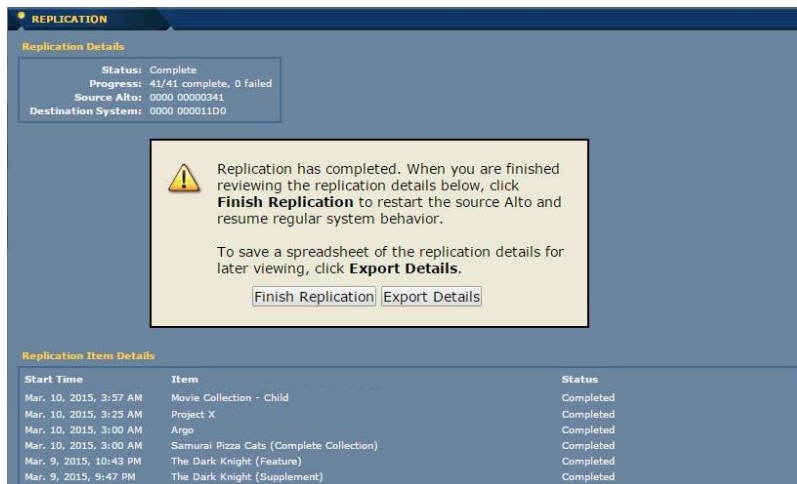 REPLICATION
Replication Details
Status: Complete
Progress: 41/41 complete, 0 failed
Source Alto: 0000 00000341
Destination System: 0000 000011D0
Replication has completed. When you are finished
reviewing the replication details below, click
Finish Replication to restart the source Alto and
resume regular system behavior.
To save a spreadsheet of the replication details for
later viewing, click Export Details.
Finish Replication Export Details
Replication Item Details
Start Time Item Status
Mar. 10, 2015, 3:57 AM Movie Collection - Child Completed
Mar. 10, 2015, 3:25 AM Project X Completed
Mar. 10, 2015, 3:00 AM Argo Completed
Mar. 10, 2015, 3:00 AM Samurai Pizza Cats (Complete Collection) Completed
Mar. 9, 2015, 10:43 PM The Dark Knight (Feature) Completed
Mar. 9, 2015, 9:47 PM The Dark Knight (Supplement) Completed